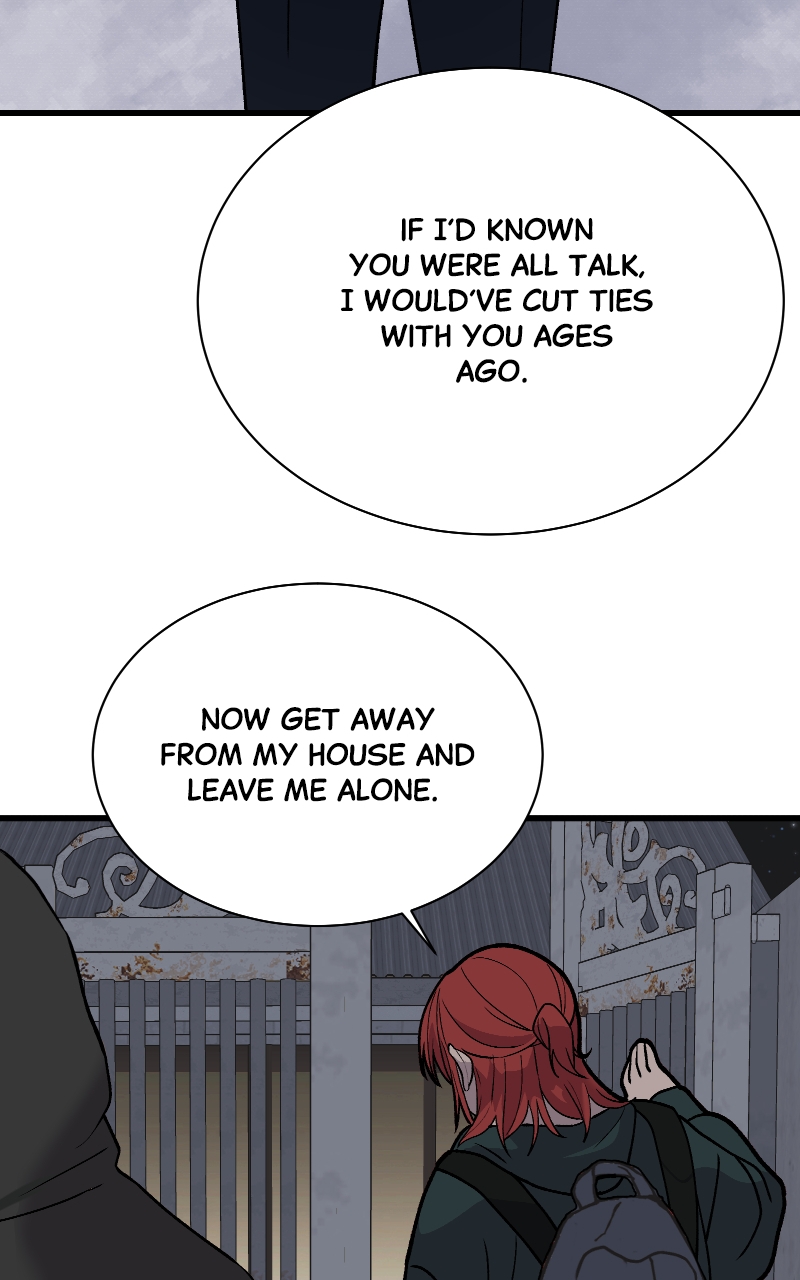 IF I'D KNOWN
YOU WERE ALL TALK,
I WOULD'VE CUT TIES
WITH YOU AGES
AGO.
NOW GET AWAY
FROM MY HOUSE AND
LEAVE ME ALONE.